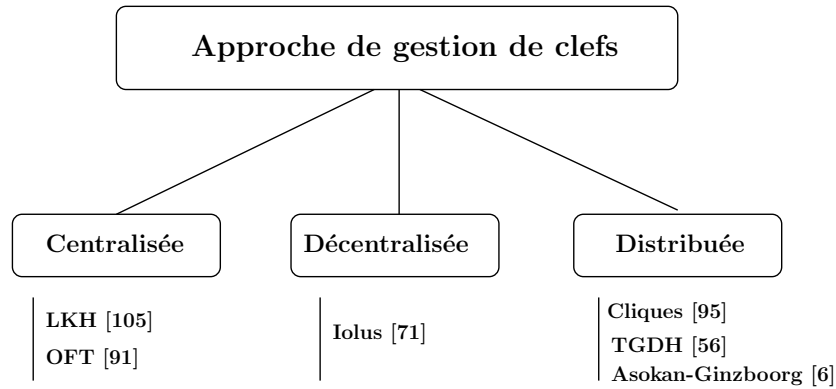 Approche de gestion de clefs
Centralisée
Décentralisée
Distribuée
LKH [105]
OFT [91]
Iolus [71]
Cliques [95]
TGDH [56]
Asokan-Ginzboorg [6]